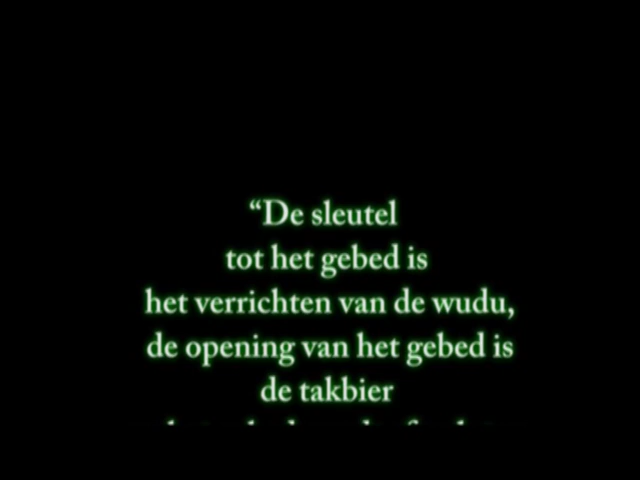 “De sleutel
tot het gebed is
het verrichten van de wudu,
de opening van het gebed is
de takbier